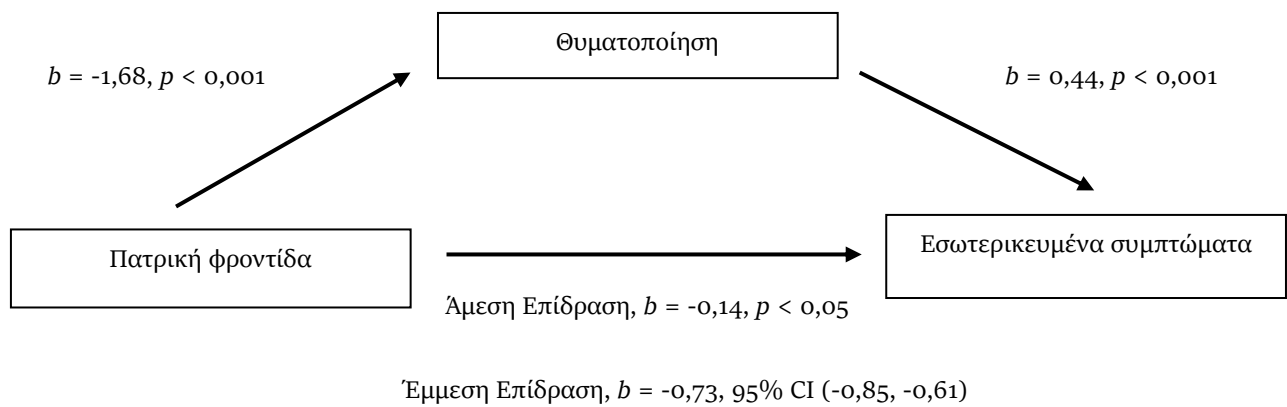 Θυματοποίηση
b = -1,68, p < 0,001
b = 0,44, p < 0,001
Πατρική φροντίδα
Εσωτερικευμένα συμπτώματα
Άμεση Επίδραση, b = -0,14, p < 0,05
Έμμεση Επίδραση, b = -0,73, 95% CI (-0,85, -0,61)